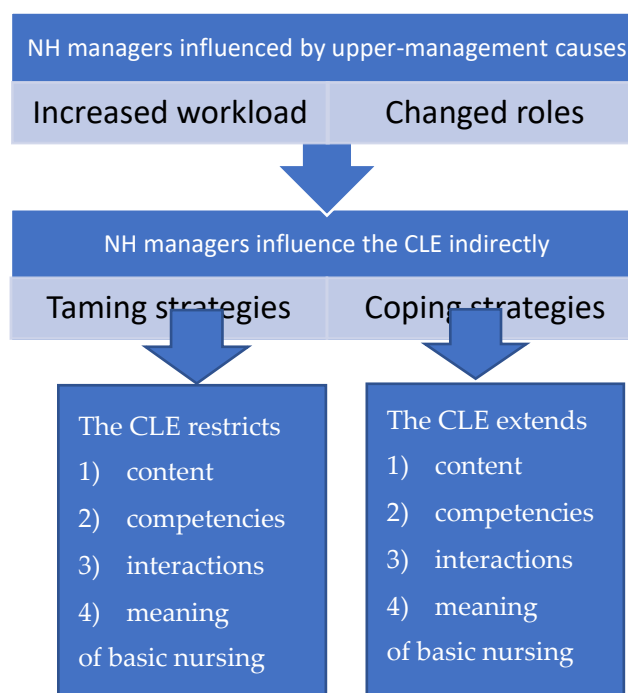 NH managers influenced by upper-management causes
Increased workload
Changed roles
NH managers influence the CLE indirectly
Taming strategies
Coping strategies
The CLE restricts
1) content
2) competencies
3) interactions
4) meaning
of basic nursing
The CLE extends
1) content
2) competencies
3) interactions
4) meaning
of basic nursing